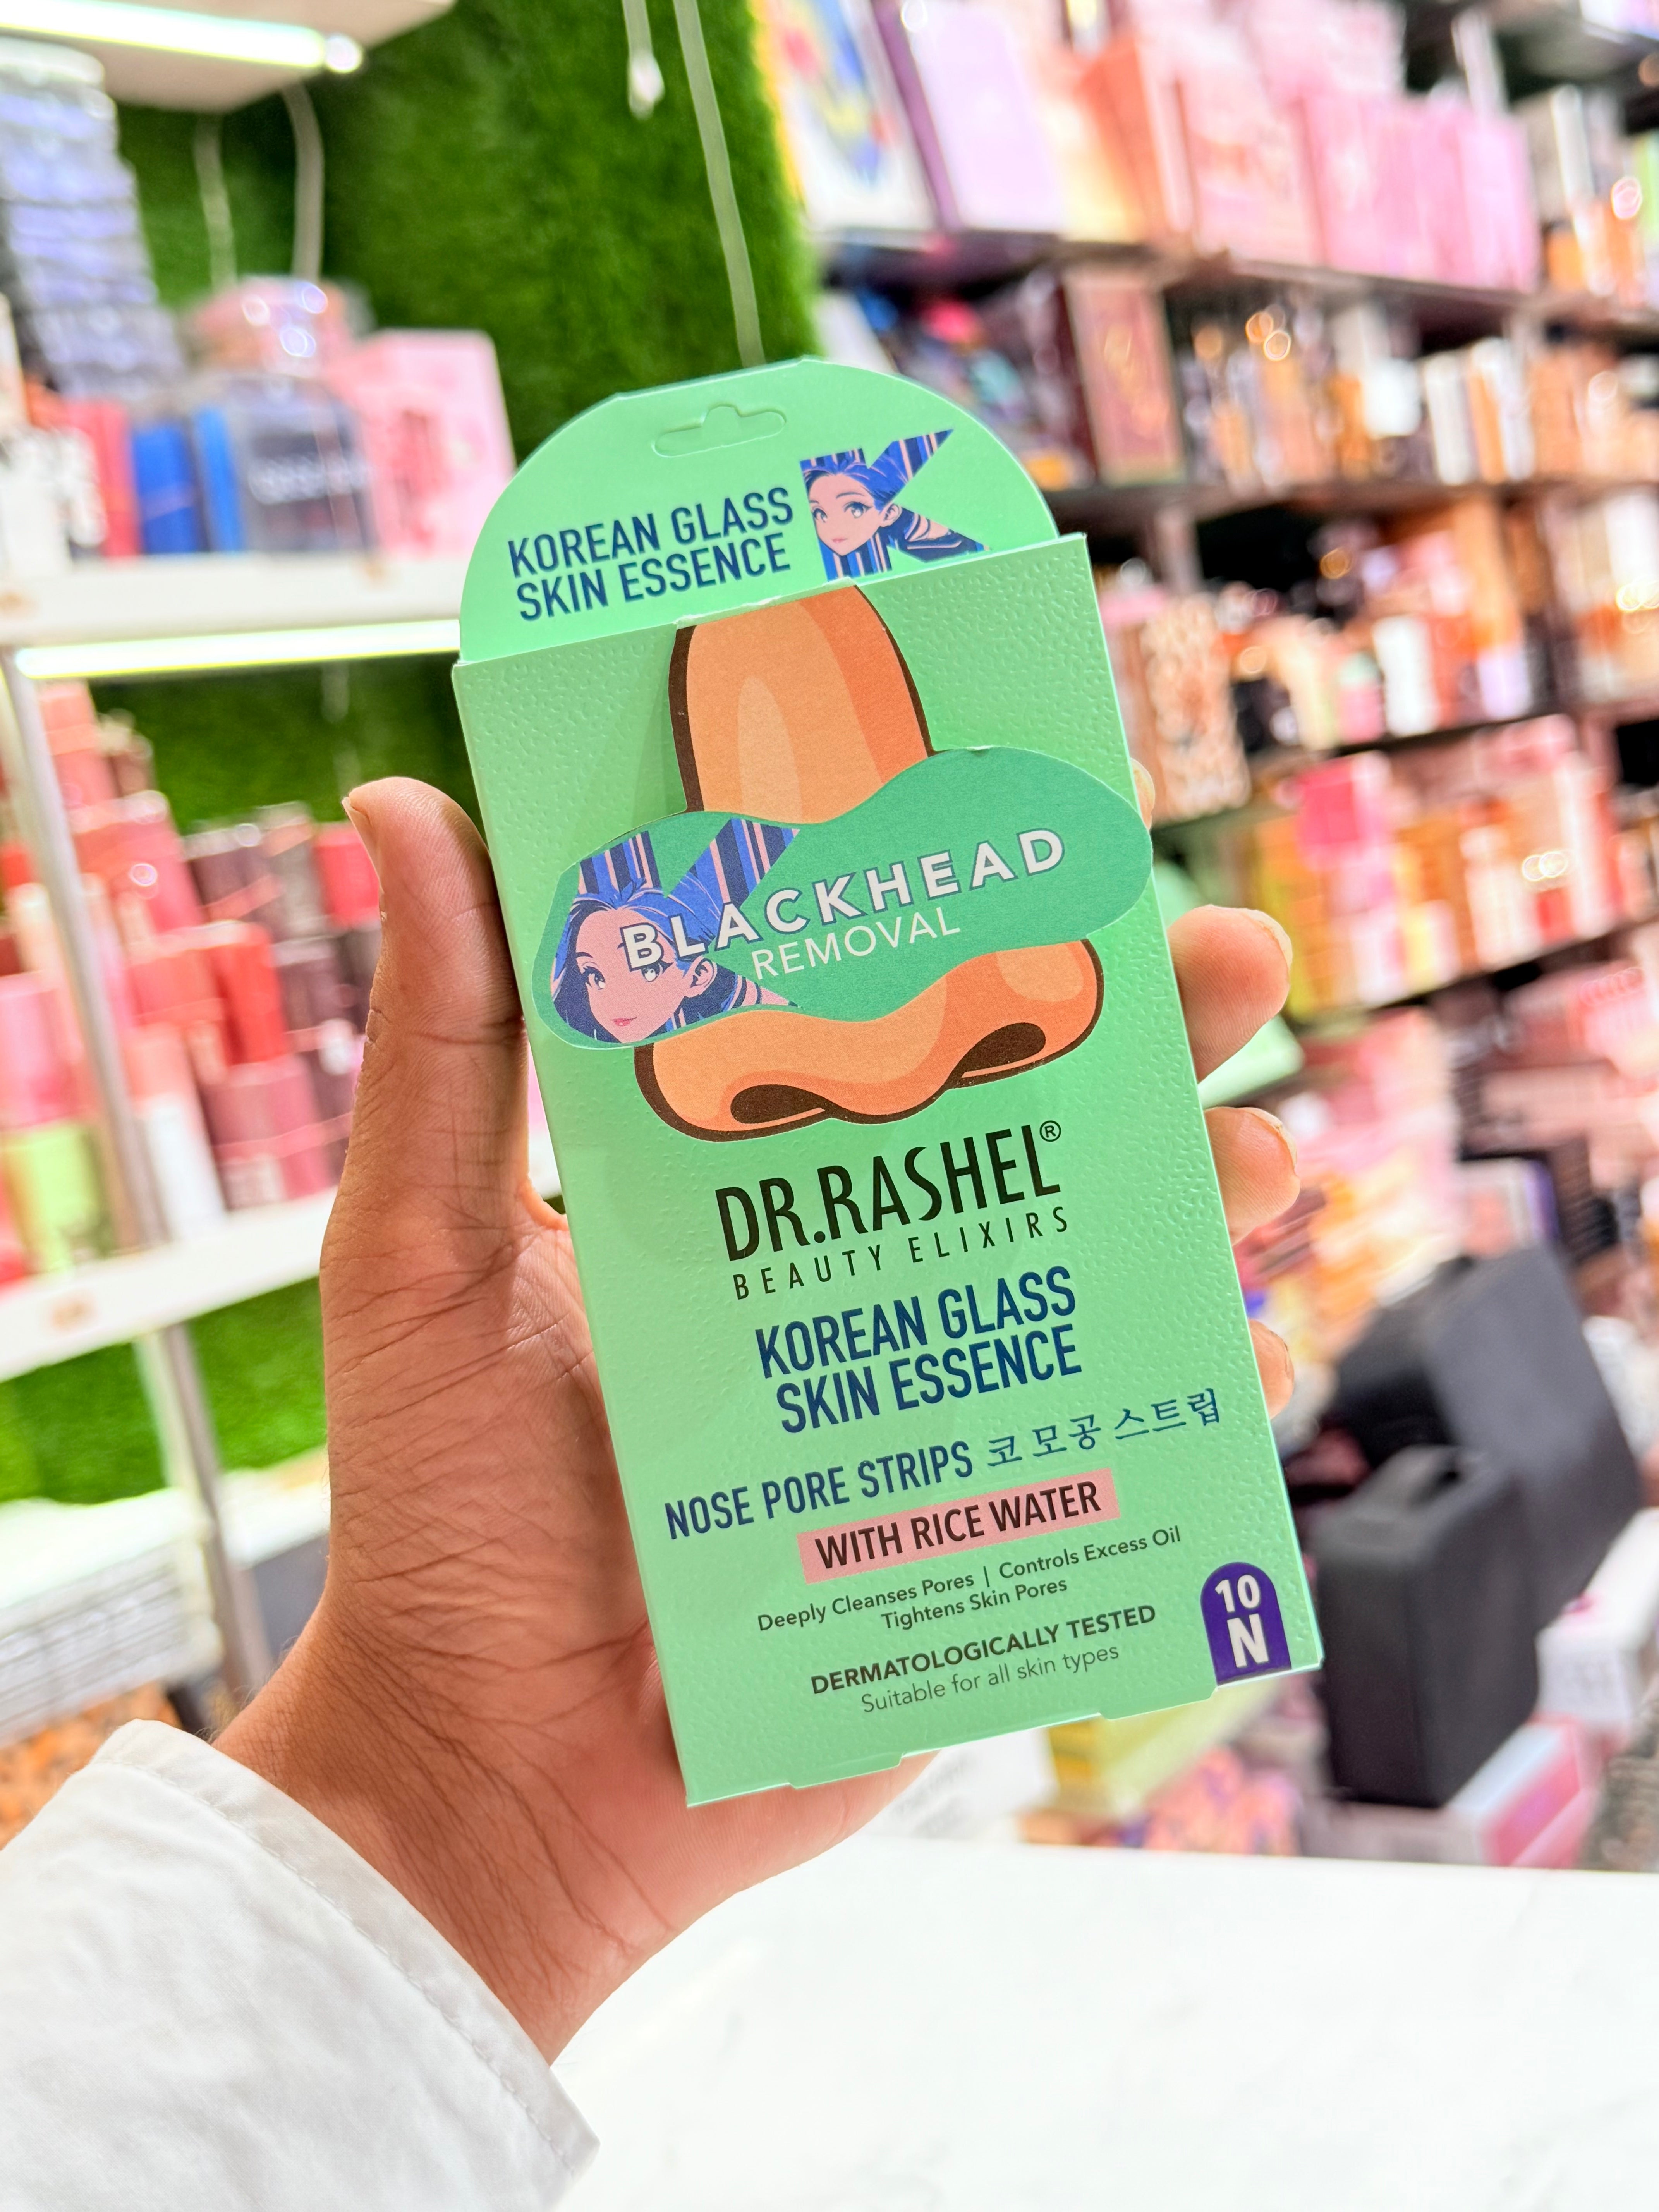 KOREAN GLASS
SKIN ESSENCE
BLACKHEAD
REMOVAL
DR.RASHEL®
BEAUTY ELIXIRS
KOREAN GLASS
SKIN ESSENCE
NOSE PORE STRIPS 코 모공 스트립
WITH RICE WATER
Deeply Cleanses Pores | Controls Excess Oil
Tightens Skin Pores
DERMATOLOGICALLY TESTED
Suitable for all skin types
10
N